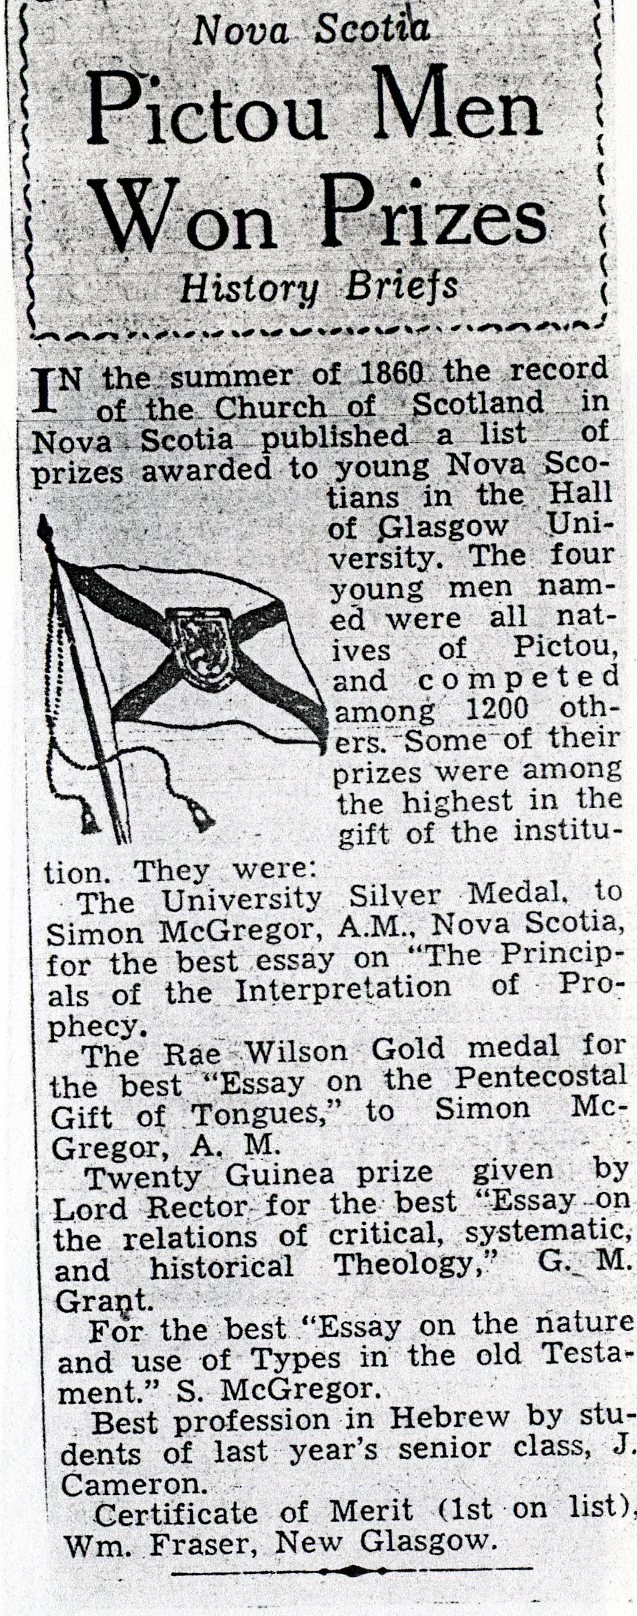 Nova Scotia
Pictou Men
Won Prizes
History Briefs
IN the summer of 1860 the record
of the Church of Scotland in
Nova Scotia published a list of
prizes awarded to young Nova Sco-
tians in the Hall
of Glasgow Uni-
versity. The four
young men nam-
ed were all nat-
ives of Pictou,
and competed
among 1200 oth-
ers. Some of their
prizes were among
the highest in the
gift of the institu-
tion. They were:
The University Silver Medal, to
Simon McGregor, A.M., Nova Scotia,
for the best essay on "The Princip-
als of the Interpretation of Pro-
phecy.
The Rae Wilson Gold medal for
the best "Essay on the Pentecostal
Gift of Tongues," to Simon Mc-
Gregor, A. M.
Twenty Guinea prize given by
Lord Rector for the best "Essay on
the relations of critical, systematic,
and historical Theology," G. M.
Grant.
For the best "Essay on the nature
and use of Types in the old Testa-
ment." S. McGregor.
Best profession in Hebrew by stu-
dents of last year's senior class, J.
Cameron.
Certificate of Merit (1st on list),
Wm. Fraser, New Glasgow.